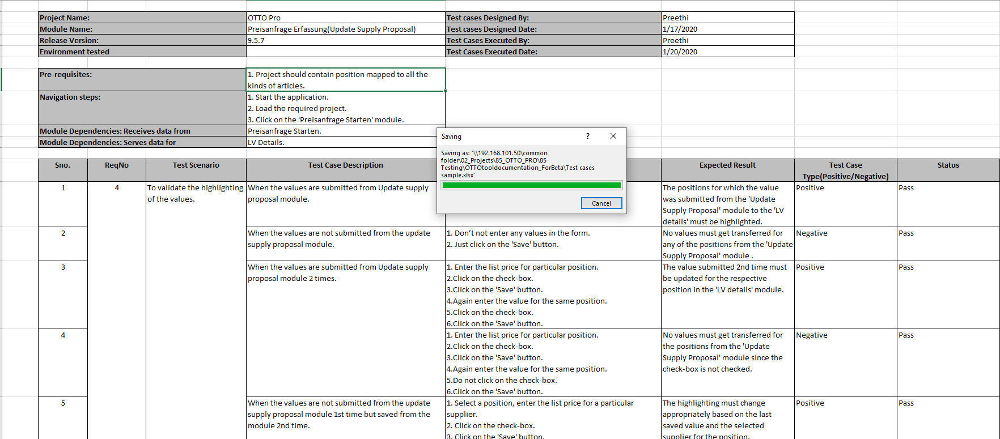 Project Name: OTTO Pro Test cases Designed By: Preethi
Module Name: Preisanfrage Erfassung(Update Supply Proposal) Test cases Designed Date: 1/17/2020
Release Version: 9.5.7 Test Cases Executed By: Preethi
Environment tested Test Cases Executed Date: 1/20/2020
Pre-requisites: 1. Project should contain position mapped to all the
kinds of articles.
Navigation steps: 1. Start the application.
2. Load the required project.
3. Click on the 'Preisanfrage Starten' module.
Module Dependencies: Receives data from Preisanfrage Starten.
Module Dependencies: Serves data for LV Details.
Saving ?
Saving as: '\\192.168.101.50\common
folder\02_Projects\85_OTTO_PRO\85
Testing\OTTOtooldocumentation_ForBeta\Test cases
sample.xlsx'
Cancel
Sno. ReqNo Test Scenario Test Case Description Expected Result Test Case Status
Type(Positive/Negative)
1 4 To validate the highlighting When the values are submitted from Update supply The positions for which the value Positive Pass
of the values. proposal module. was submitted from the 'Update
Supply Proposal' module to the 'LV
details' must be highlighted.
2 When the values are not submitted from the update 1. Don’t not enter any values in the form. No values must get transferred for Negative Pass
supply proposal module. 2. Just click on the 'Save' button. any of the positions from the 'Update
Supply Proposal' module .
3 When the values are submitted from Update supply 1. Enter the list price for particular position. The value submitted 2nd time must Positive Pass
proposal module 2 times. 2.Click on the check-box. be updated for the respective
3.Click on the 'Save' button. position in the 'LV details' module.
4.Again enter the value for the same position.
5.Click on the check-box.
6.Click on the 'Save' button.
4 1. Enter the list price for particular position. No values must get transferred for Negative Pass
2.Click on the check-box. the positions from the 'Update
3.Click on the 'Save' button. Supply Proposal' module since the
4.Again enter the value for the same position. check-box is not checked.
5.Do not click on the check-box.
6.Click on the 'Save' button.
5 When the values are not submitted from the update 1. Select a position, enter the list price for a particular The highlighting must change Positive Pass
supply proposal module 1st time but saved from the supplier. appropriately based on the last
module 2nd time. 2. Click on the check-box. saved value and the selected
3. Click on the 'Save' button. supplier for the position.